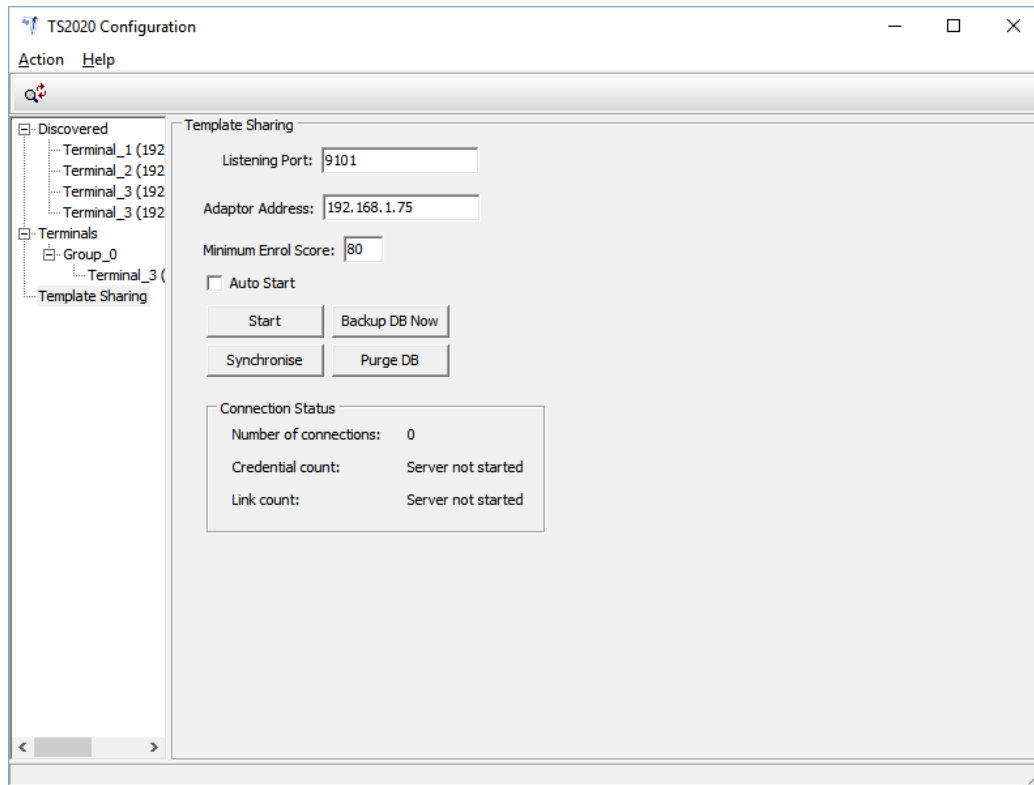 TS2020 Configuration
Action Help
Discovered
Terminal_1 (192
Terminal_2 (192
Terminal_3 (192
Terminal_3 (192
Terminals
Group_0
Terminal_3 (
Template Sharing
Template Sharing
Listening Port: 9101
Adaptor Address: 192.168.1.75
Minimum Enrol Score: 80
Auto Start
Start Backup DB Now
Synchronise Purge DB
Connection Status
Number of connections: 0
Credential count: Server not started
Link count: Server not started